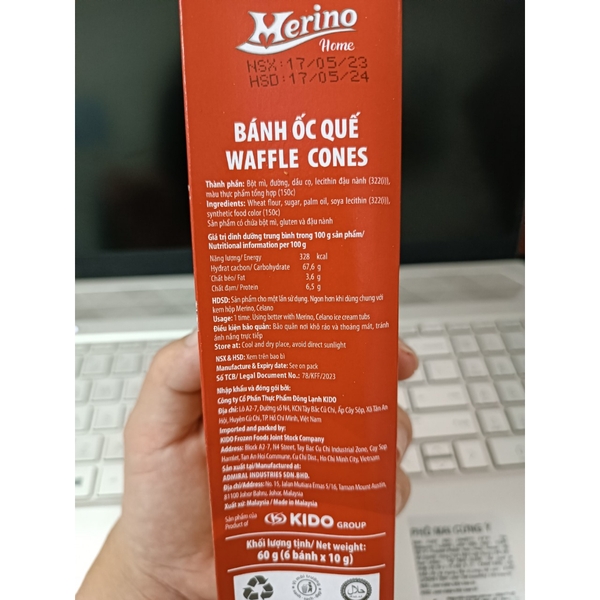 Merino
Home
NSX:17/05/23
HSD:17/05/24
BÁNH ỐC QUẾ
WAFFLE CONES
Thành phần: Bột mì, đường, dầu cọ, lecithin đậu nành (322(i)),
màu thực phẩm tổng hợp (150c)
Ingredients: Wheat flour, sugar, palm oil, soya lecithin (322(i)),
synthetic food color (150c)
Sản phẩm có chứa bột mì, gluten và đậu nành
Giá trị dinh dưỡng trung bình trong 100 g sản phẩm/
Nutritional information per 100 g
Năng lượng/ Energy 328 kcal
Hydrat cacbon/ Carbohydrate 67,6 g
Chất béo/ Fat 3,6 g
Chất đạm/ Protein 6,5 g
HDSD: Sản phẩm cho một lần sử dụng. Ngon hơn khi dùng chung với
kem hộp Merino, Celano
Usage: 1 time. Using better with Merino, Celano ice cream tubs
Điều kiện bảo quản: Bảo quản nơi khô ráo và thoáng mát, tránh
ánh nắng trực tiếp
Store at: Cool and dry place, avoid direct sunlight
NSX & HSD: Xem trên bao bì
Manufacture & Expiry date: See on pack
Số TCB/ Legal Document No.: 78/KFF/2023
Nhập khẩu và đóng gói bởi:
Công ty Cổ Phần Thực Phẩm Đông Lạnh KIDO
Địa chỉ: Lô A2-7, Đường số N4, KCN Tây Bắc Củ Chi, Ấp Cây Sộp, Xã Tân An
Hội, Huyện Củ Chi, TP. Hồ Chí Minh, Việt Nam
Imported and packed by:
KIDO Frozen Foods Joint Stock Company
Address: Block A2-7, N4 Street, Tay Bac Cu Chi Industrial Zone, Cay Sop
Hamlet, Tan An Hoi Commune, Cu Chi Dist., Ho Chi Minh City, Vietnam
Sản xuất tại/ Manufactured at:
ADMIRAL INDUSTRIES SDN.BHD.
Địa chỉ/Address: No. 15, Jalan Mutiara Emas 5/16, Taman Mount Austin,
81100 Johor Bahru, Johor, Malaysia
Xuất xứ: Malaysia / Made in Malaysia
Sản phẩm của
Product of
KIDO GROUP
Khối lượng tịnh/ Net weight:
60 g (6 bánh x 10 g)